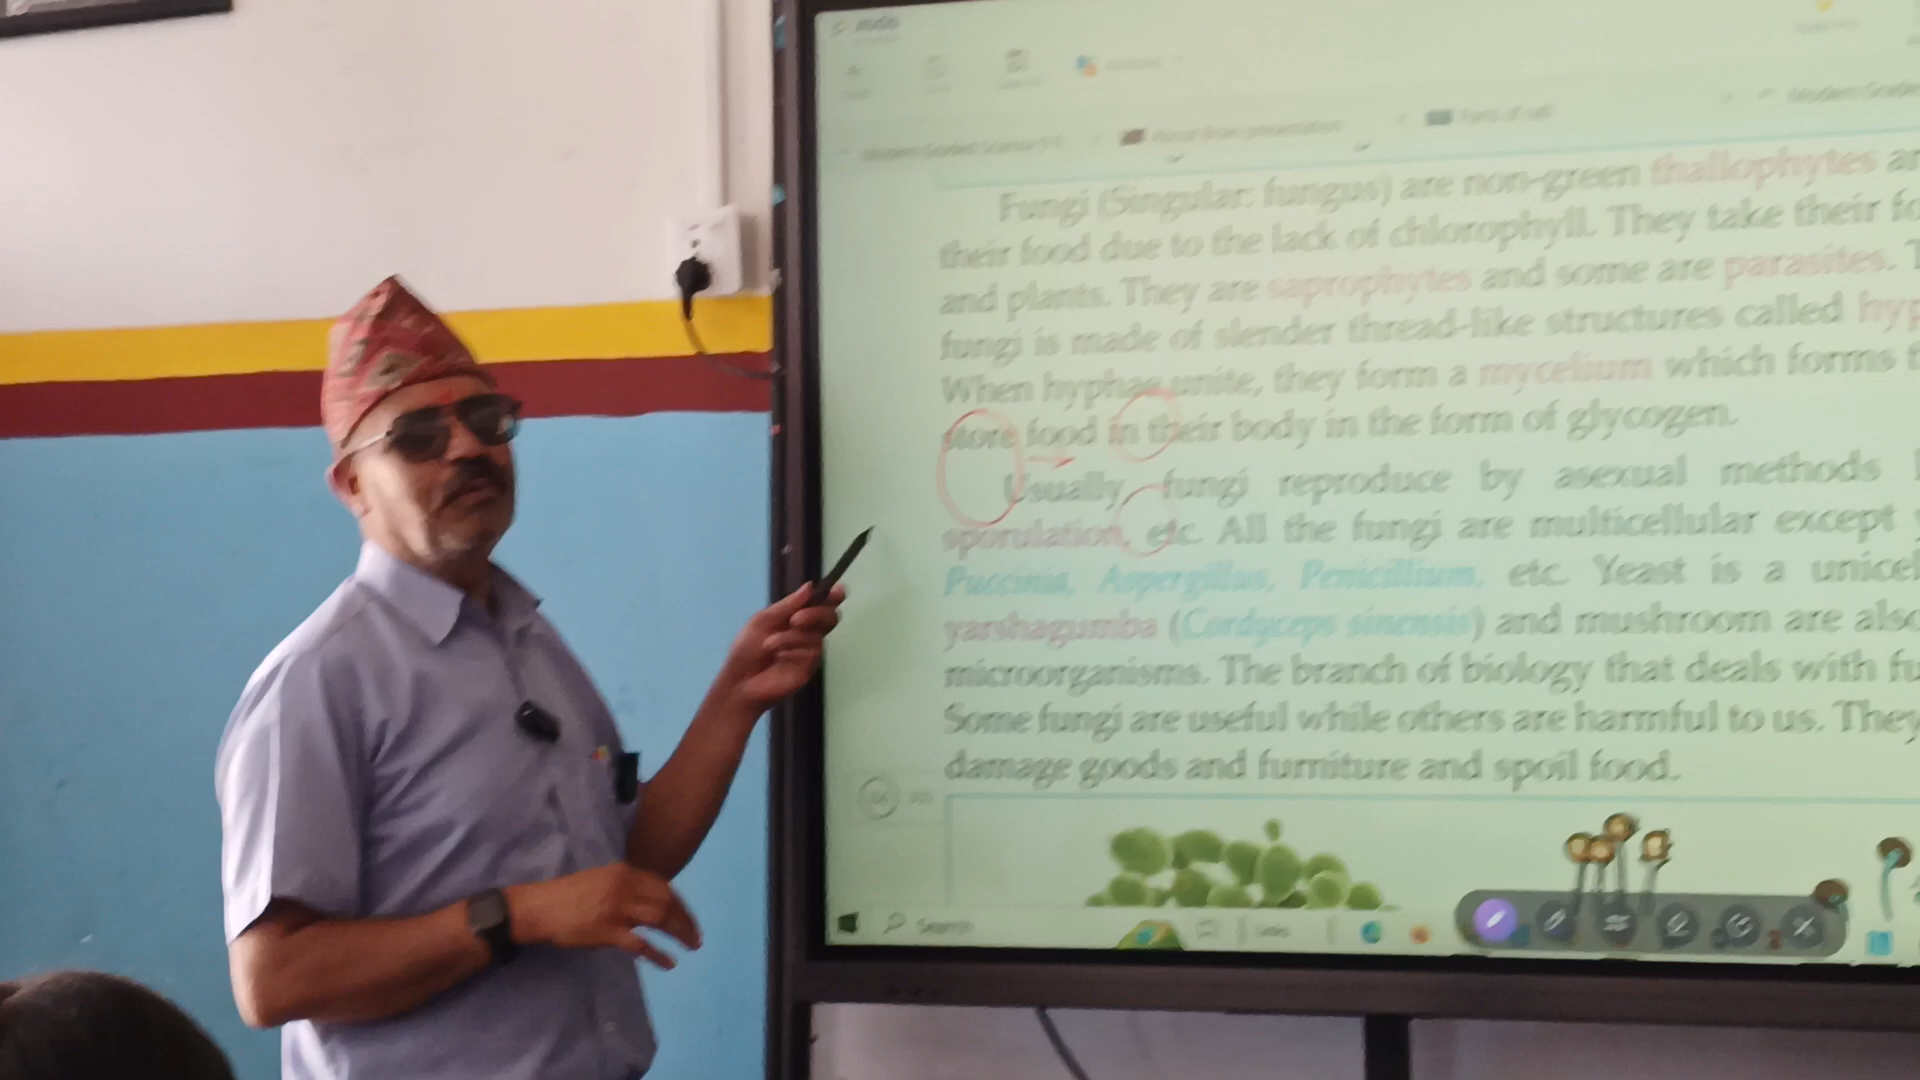 Modern Graded Science
Fungi (Singular: fungus) are non-green thallophytes an
their food due to the lack of chlorophyll. They take their fo
and plants. They are saprophytes and some are parasites. T
fungi is made of slender thread-like structures called hyp
When hyphae unite, they form a mycelium which forms t
store food in their body in the form of glycogen.
Usually, fungi reproduce by asexual methods
sporulation, etc. All the fungi are multicellular except y
Puccinia, Aspergillus, Penicillium, etc. Yeast is a unicel
yarshagumba (Cordyceps sinensis) and mushroom are also
microorganisms. The branch of biology that deals with fu
Some fungi are useful while others are harmful to us. They
damage goods and furniture and spoil food.
Search